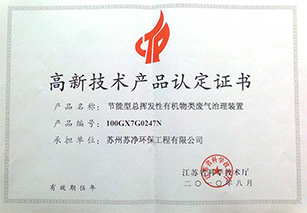 高新技术产品认定证书
产品名称：节能型总挥发性有机物类废气治理装置
产品编号：100GX7G0247N
承担单位：苏州苏净环保工程有限公司
江苏省科学技术厅
二〇一〇年八月
有效期伍年